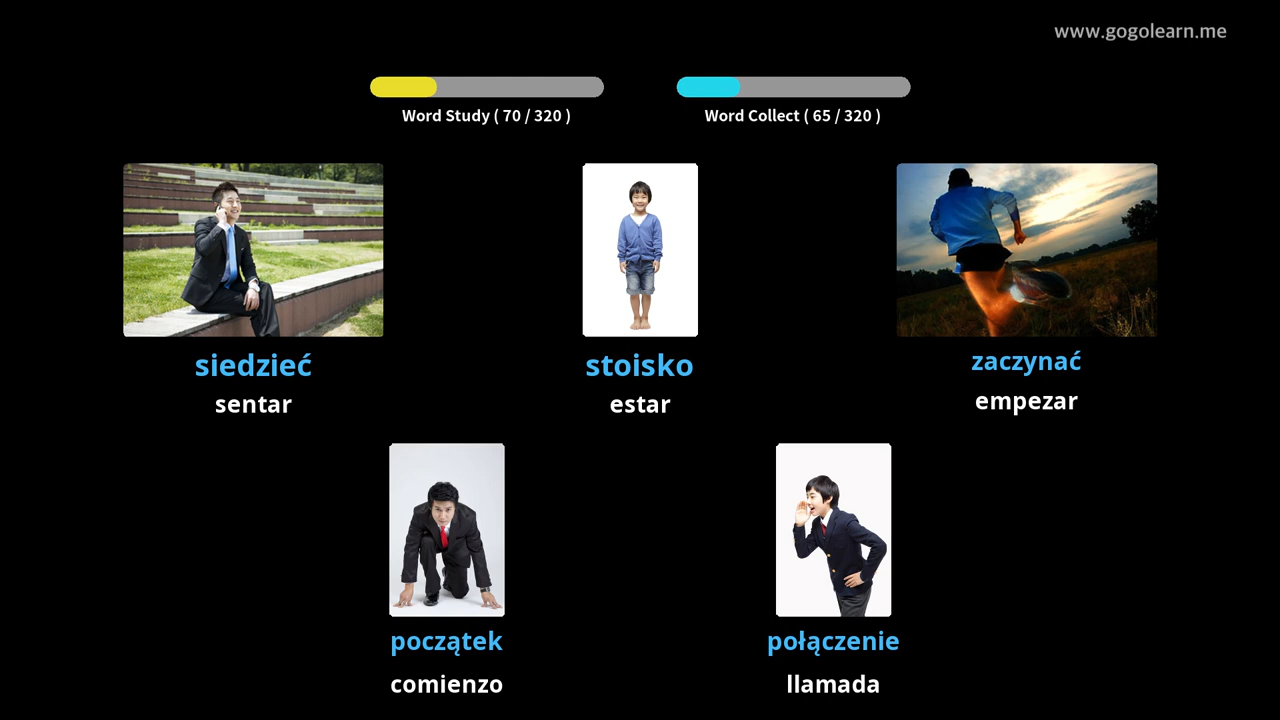 www.gogolearn.me
Word Study ( 70 / 320 )
Word Collect ( 65 / 320 )
siedzieć
sentar
stoisko
estar
zaczynać
empezar
początek
comienzo
połączenie
llamada